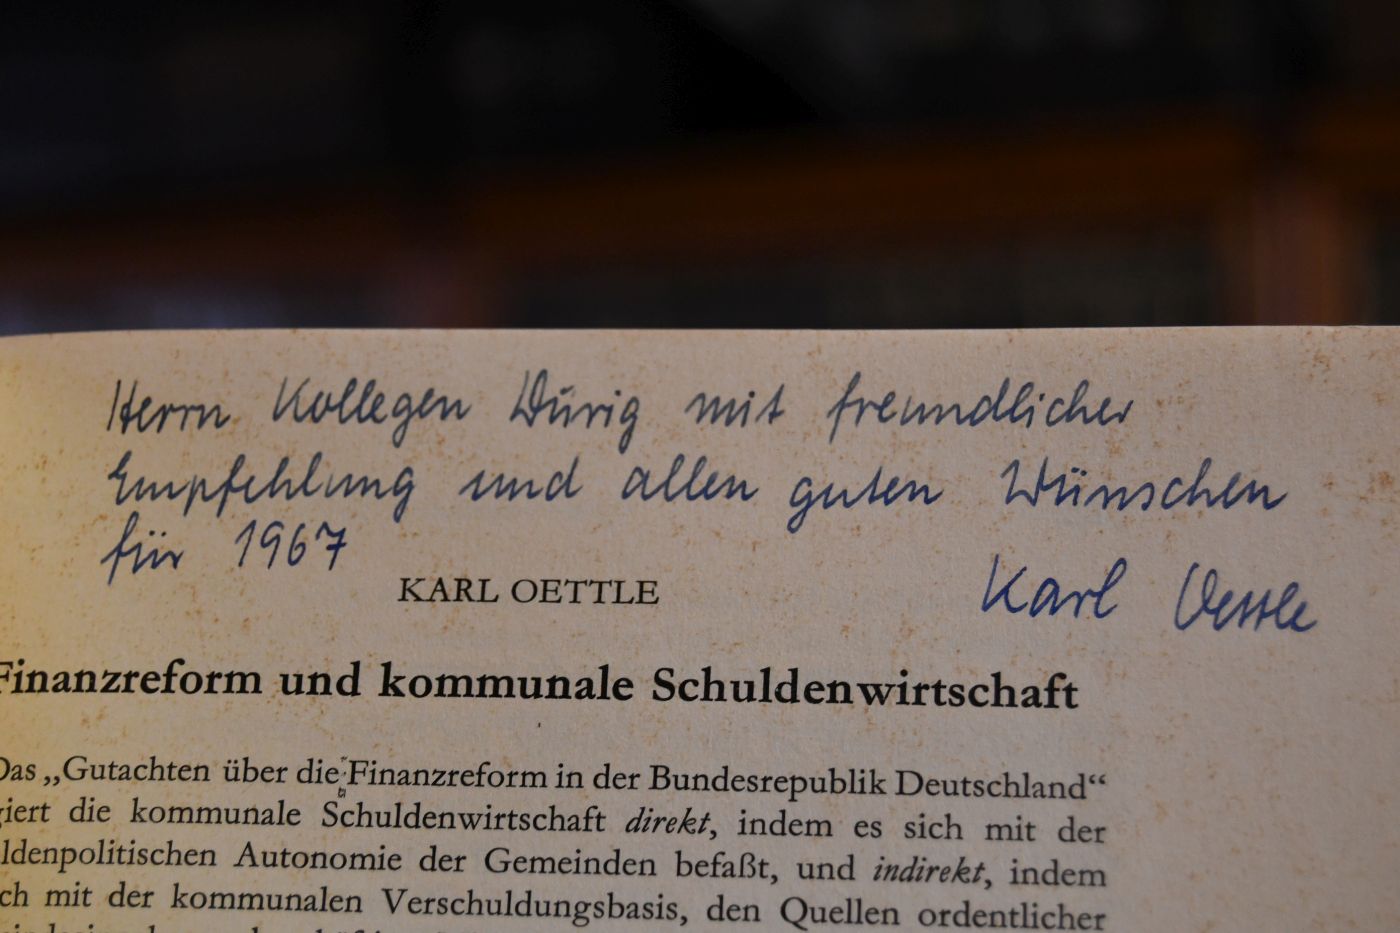 Herrn Kollegen Dürig mit freundlicher
Empfehlung und allen guten Wünschen
für 1967
Karl Oettle
KARL OETTLE
Finanzreform und kommunale Schuldenwirtschaft
Das „Gutachten über die Finanzreform in der Bundesrepublik Deutschland“
giert die kommunale Schuldenwirtschaft direkt, indem es sich mit der
ldenpolitischen Autonomie der Gemeinden befaßt, und indirekt, indem
ch mit der kommunalen Verschuldungsbasis, den Quellen ordentlicher